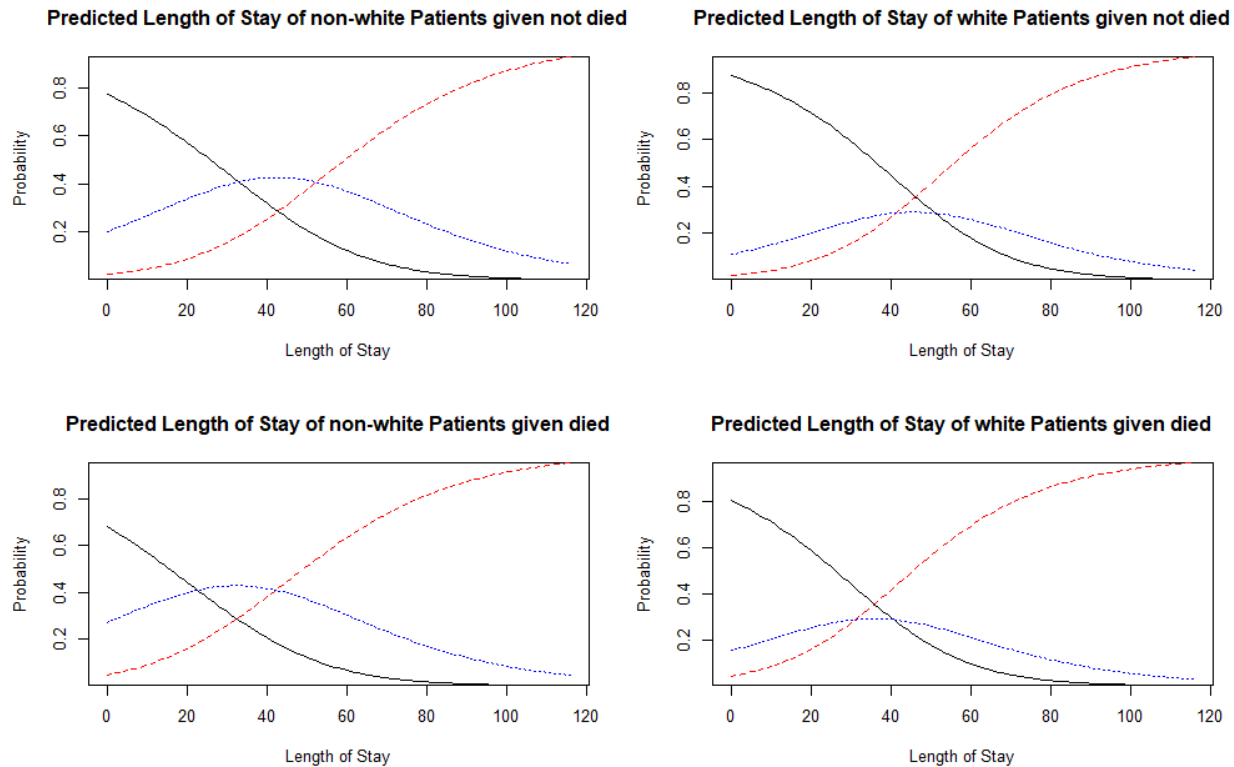 Predicted Length of Stay of non-white Patients given not died
Probability
0.2 0.4 0.6 0.8
0 20 40 60 80 100 120
Length of Stay
Predicted Length of Stay of white Patients given not died
Probability
0.2 0.4 0.6 0.8
0 20 40 60 80 100 120
Length of Stay
Predicted Length of Stay of non-white Patients given died
Probability
0.2 0.4 0.6 0.8
0 20 40 60 80 100 120
Length of Stay
Predicted Length of Stay of white Patients given died
Probability
0.2 0.4 0.6 0.8
0 20 40 60 80 100 120
Length of Stay